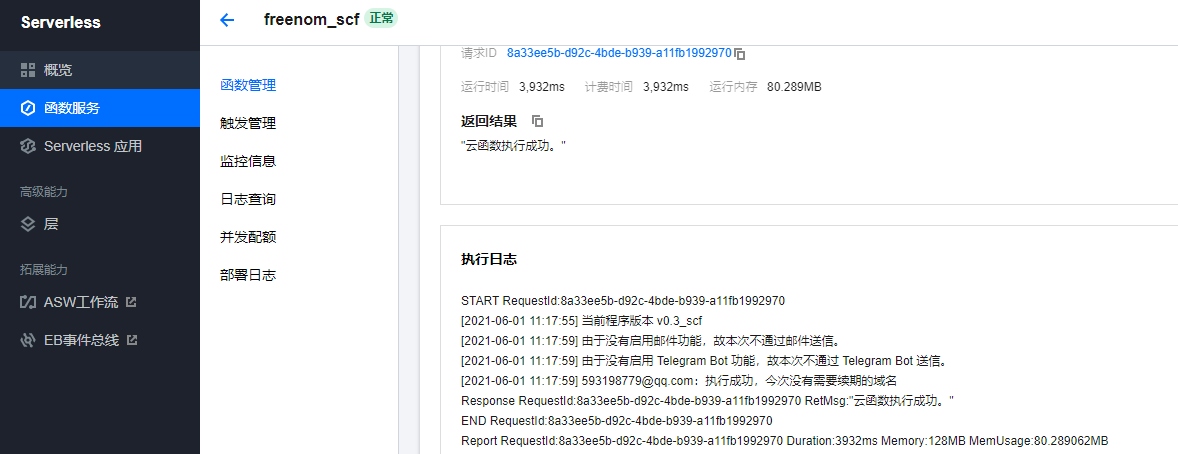 Serverless
概览
函数服务
Serverless 应用
高级能力
层
拓展能力
ASW工作流
EB事件总线
freenom_scf 正常
函数管理
触发管理
监控信息
日志查询
并发配额
部署日志
请求ID 8a33ee5b-d92c-4bde-b939-a11fb1992970
运行时间 3,932ms 计费时间 3,932ms 运行内存 80.289MB
返回结果
"云函数执行成功。"
执行日志
START RequestId:8a33ee5b-d92c-4bde-b939-a11fb1992970
[2021-06-01 11:17:55] 当前程序版本 v0.3_scf
[2021-06-01 11:17:59] 由于没有启用邮件功能，故本次不通过邮件送信。
[2021-06-01 11:17:59] 由于没有启用 Telegram Bot 功能，故本次不通过 Telegram Bot 送信。
[2021-06-01 11:17:59] 593198779@qq.com：执行成功，今次没有需要续期的域名
Response RequestId:8a33ee5b-d92c-4bde-b939-a11fb1992970 RetMsg:"云函数执行成功。"
END RequestId:8a33ee5b-d92c-4bde-b939-a11fb1992970
Report RequestId:8a33ee5b-d92c-4bde-b939-a11fb1992970 Duration:3932ms Memory:128MB MemUsage:80.289062MB